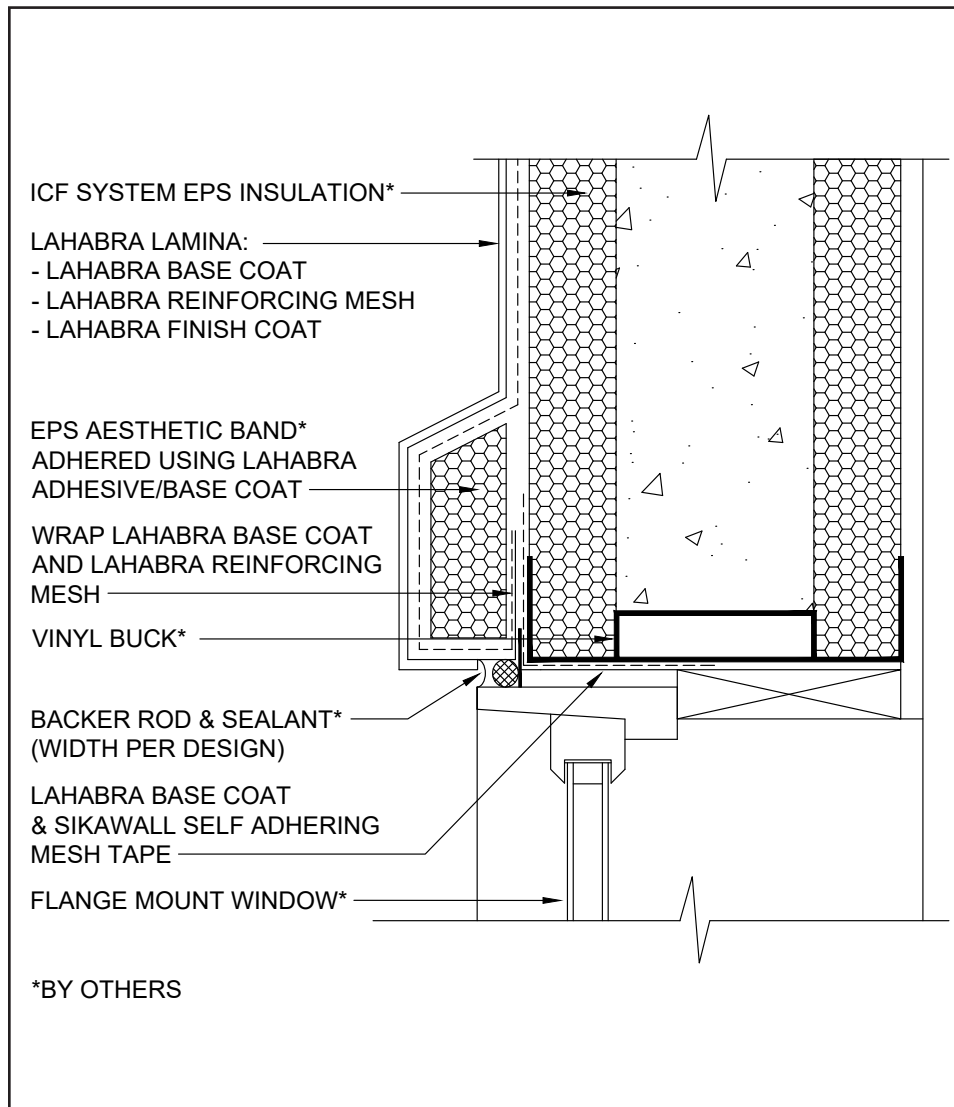 ICF SYSTEM EPS INSULATION*
LAHABRA LAMINA:
- LAHABRA BASE COAT
- LAHABRA REINFORCING MESH
- LAHABRA FINISH COAT
EPS AESTHETIC BAND*
ADHERED USING LAHABRA
ADHESIVE/BASE COAT
WRAP LAHABRA BASE COAT
AND LAHABRA REINFORCING
MESH
VINYL BUCK*
BACKER ROD & SEALANT*
(WIDTH PER DESIGN)
LAHABRA BASE COAT
& SIKAWALL SELF ADHERING
MESH TAPE
FLANGE MOUNT WINDOW*
*BY OTHERS